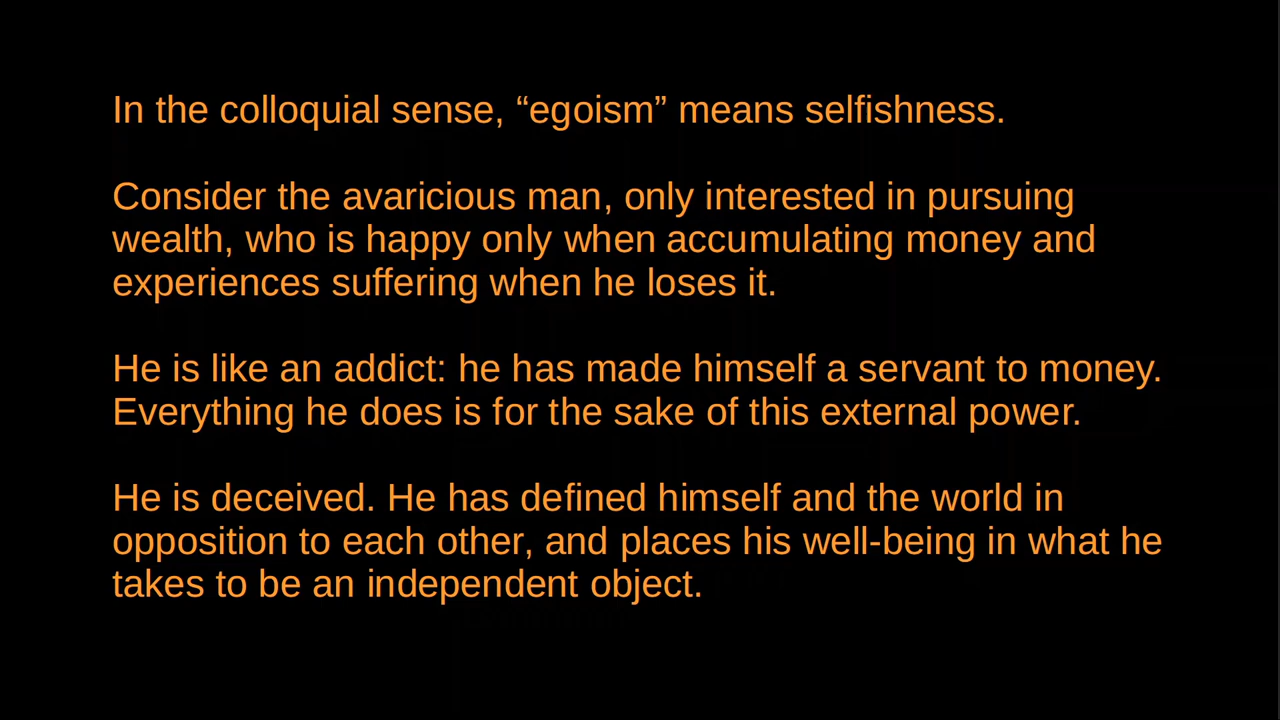 In the colloquial sense, “egoism” means selfishness.
Consider the avaricious man, only interested in pursuing
wealth, who is happy only when accumulating money and
experiences suffering when he loses it.
He is like an addict: he has made himself a servant to money.
Everything he does is for the sake of this external power.
He is deceived. He has defined himself and the world in
opposition to each other, and places his well-being in what he
takes to be an independent object.